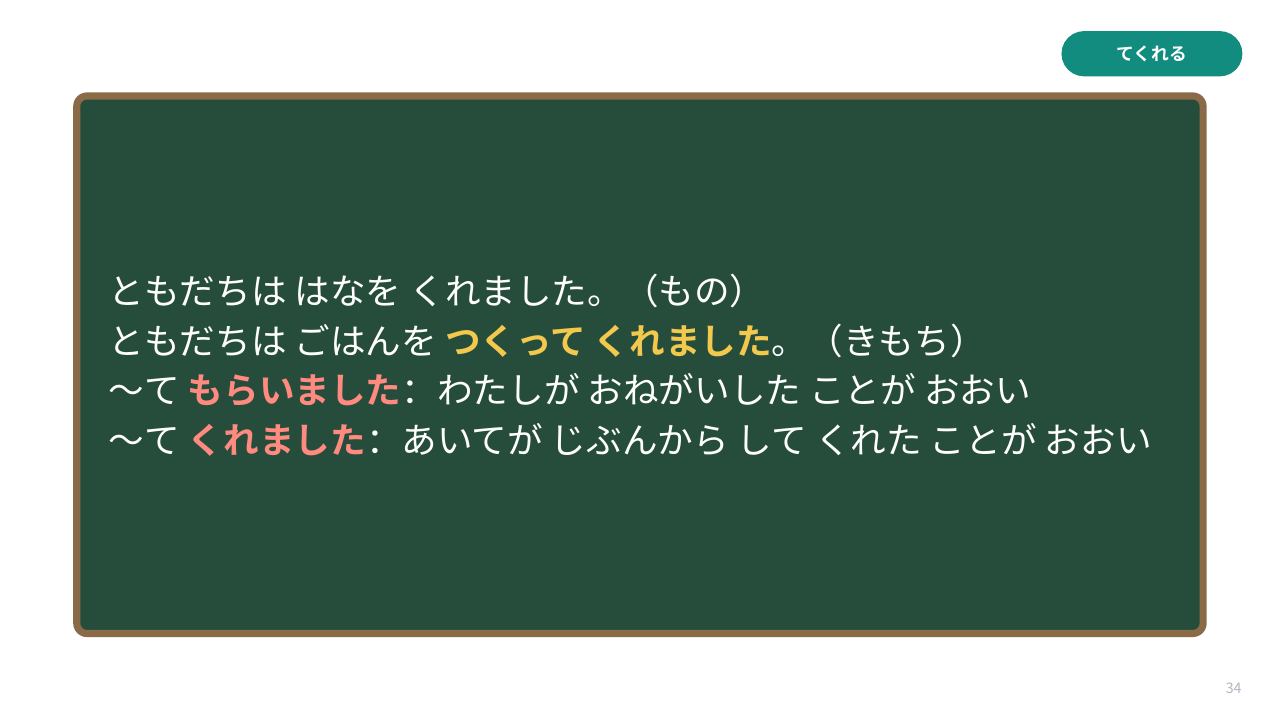 てくれる
ともだちは はなを くれました。（もの）
ともだちは ごはんを つくって くれました。（きもち）
～て もらいました：わたしが おねがいした ことが おおい
～て くれました：あいてが じぶんから して くれた ことが おおい
34